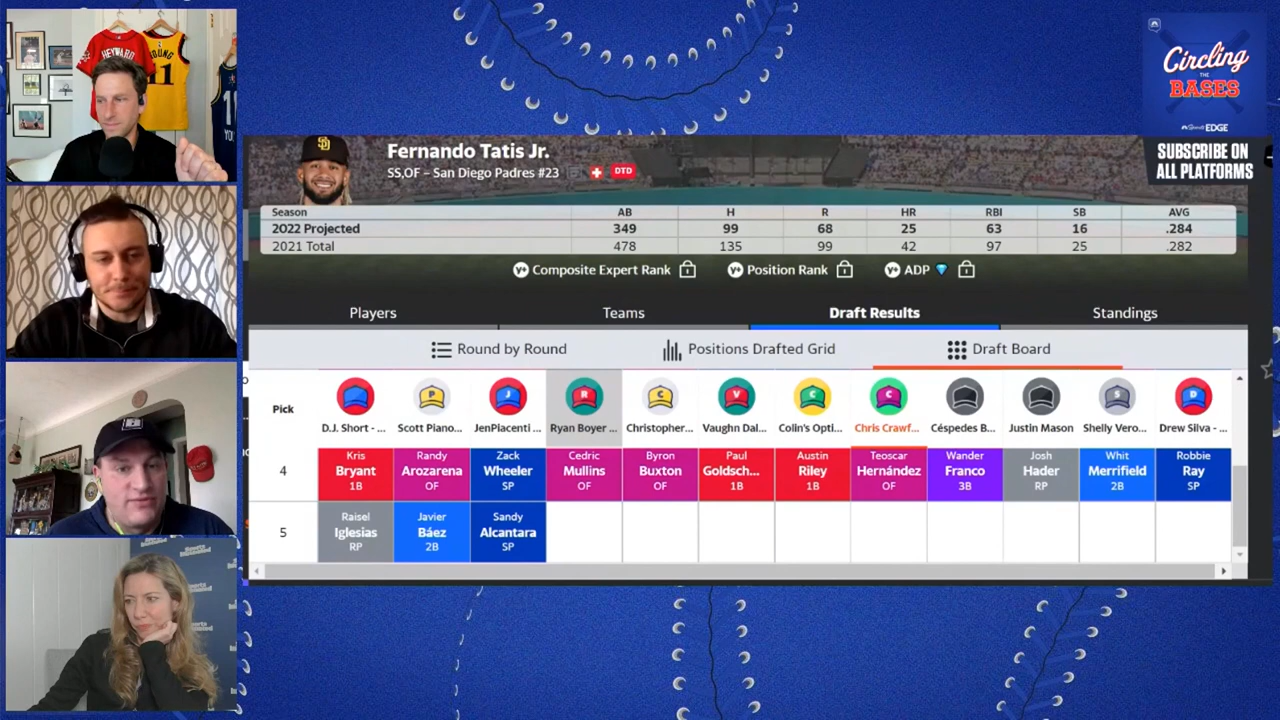 HEYWARD
YOUNG
11
Circling
THE
BASES
EDGE
SUBSCRIBE ON
ALL PLATFORMS
Fernando Tatis Jr.
SS,OF – San Diego Padres #23 DTD
Season AB H R HR RBI SB AVG
2022 Projected 349 99 68 25 63 16 .284
2021 Total 478 135 99 42 97 25 .282
Y+ Composite Expert Rank Y+ Position Rank Y+ ADP
Players Teams Draft Results Standings
Round by Round Positions Drafted Grid Draft Board
P J R C V C C S D
Pick D.J. Short - ... Scott Piano... JenPlacenti ... Ryan Boyer ... Christopher... Vaughn Dal... Colin's Opti... Chris Crawf... Céspedes B... Justin Mason Shelly Vero... Drew Silva - ...
Kris Randy Zack Cedric Byron Paul Austin Teoscar Wander Josh Whit Robbie
4 Bryant Arozarena Wheeler Mullins Buxton Goldsch... Riley Hernández Franco Hader Merrifield Ray
1B OF SP OF OF 1B 1B OF 3B RP 2B SP
Raisel Javier Sandy
5 Iglesias Báez Alcantara
RP 2B SP
Sports Illustrated